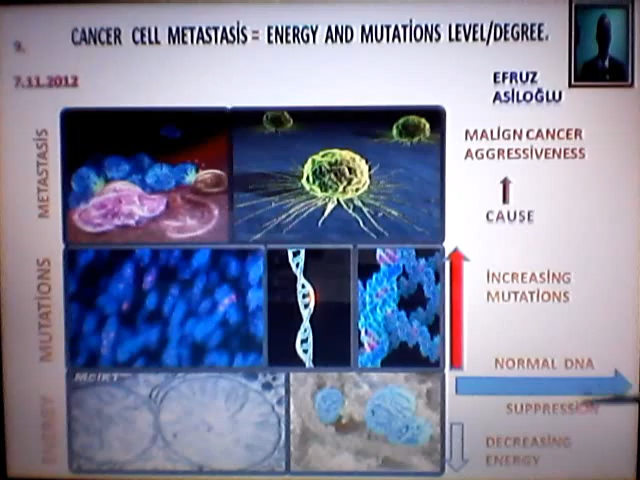 CANCER CELL METASTASİS = ENERGY AND MUTATİONS LEVEL/DEGREE.
9.
7.11.2012
EFRUZ
ASİLOĞLU
METASTASİS
MALİGN CANCER
AGGRESSİVENESS
CAUSE
MUTATİONS
İNCREASİNG
MUTATİONS
NORMAL DNA
SUPPRESSİON
ENERGY
DECREASİNG
ENERGY